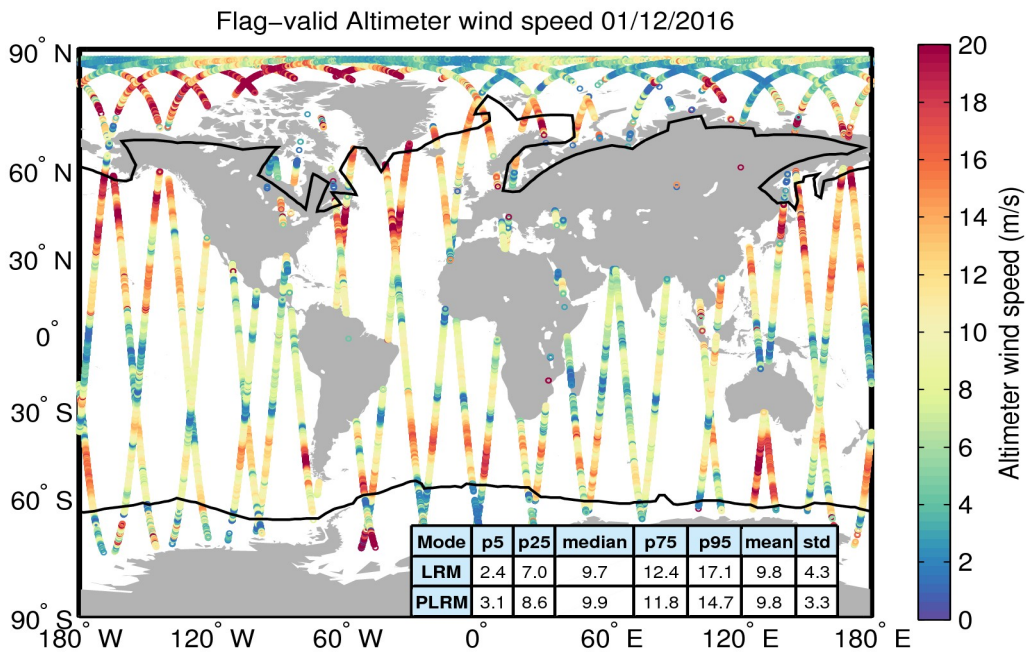 Flag−valid Altimeter wind speed 01/12/2016
90° N
60° N
30° N
0°
30° S
60° S
90° S
180° W
120° W
60° W
0°
60° E
120° E
180° E
Mode p5 p25 median p75 p95 mean std
LRM 2.4 7.0 9.7 12.4 17.1 9.8 4.3
PLRM 3.1 8.6 9.9 11.8 14.7 9.8 3.3
20
18
16
14
12
10
8
6
4
2
0
Altimeter wind speed (m/s)